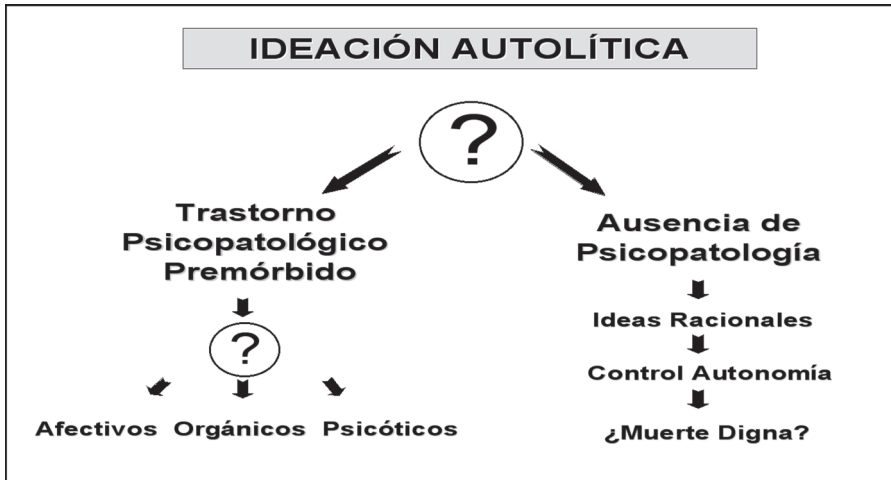 IDEACIÓN AUTOLÍTICA
?
Trastorno
Psicopatológico
Premórbido
?
Afectivos Orgánicos Psicóticos
Ausencia de
Psicopatología
Ideas Racionales
Control Autonomía
¿Muerte Digna?